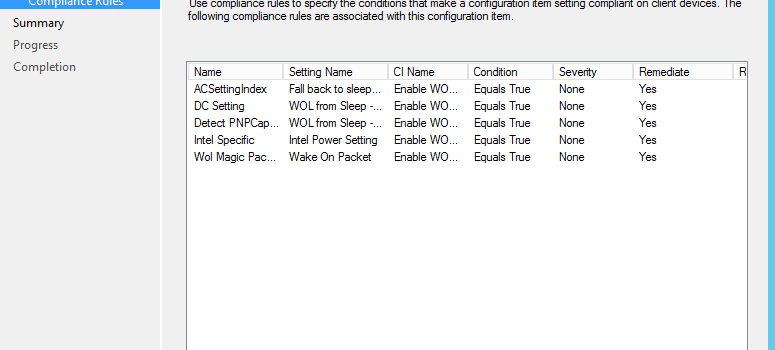 Compliance Rules
Use compliance rules to specify the conditions that make a configuration item setting compliant on client devices. The
Summary
following compliance rules are associated with this configuration item.
Progress
Completion
Name Setting Name CI Name Condition Severity Remediate R
ACSettingIndex Fall back to sleep... Enable WO... Equals True None Yes
DC Setting WOL from Sleep -... Enable WO... Equals True None Yes
Detect PNPCap... WOL from Sleep -... Enable WO... Equals True None Yes
Intel Specific Intel Power Setting Enable WO... Equals True None Yes
Wol Magic Pac... Wake On Packet Enable WO... Equals True None Yes